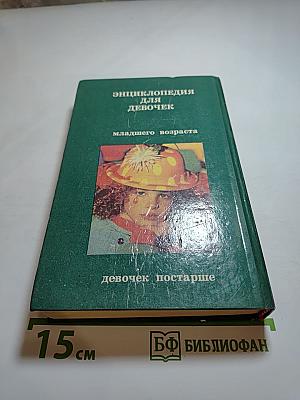 ЭНЦИКЛОПЕДИЯ
ДЛЯ
ДЕВОЧЕК
младшего возраста
девочек постарше
15см
БФ БИБЛИОФАН